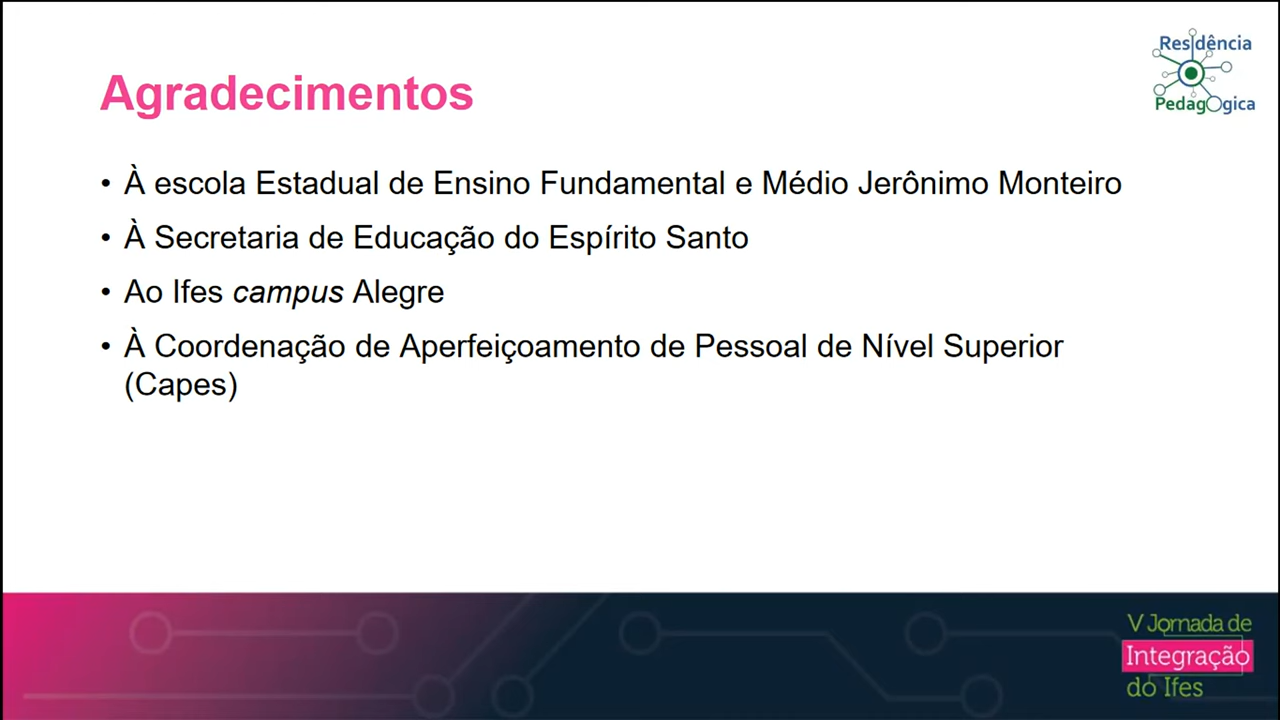 Residência
Pedagógica
Agradecimentos
• À escola Estadual de Ensino Fundamental e Médio Jerônimo Monteiro
• À Secretaria de Educação do Espírito Santo
• Ao Ifes campus Alegre
• À Coordenação de Aperfeiçoamento de Pessoal de Nível Superior
(Capes)
V Jornada de
Integração
do Ifes